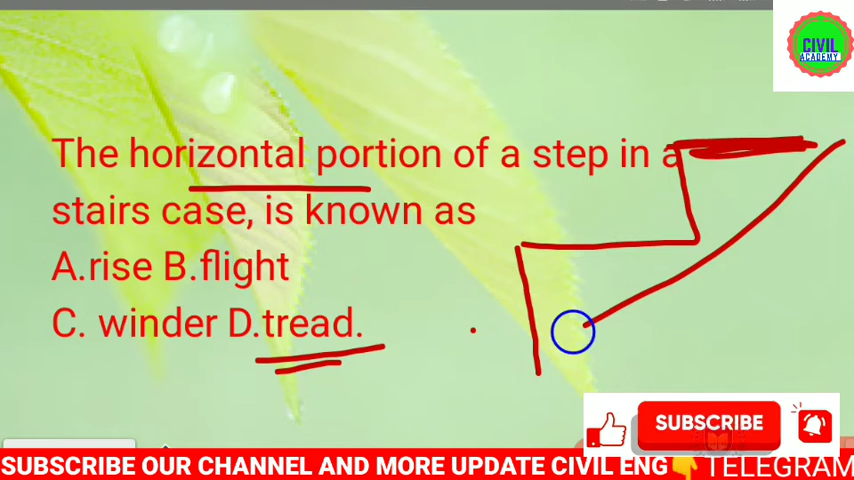 CIVIL
ACADEMY
The horizontal portion of a step in a
stairs case, is known as
A.rise B.flight
C. winder D.tread.
SUBSCRIBE
SUBSCRIBE OUR CHANNEL AND MORE UPDATE CIVIL ENG👇 TELEGRAM